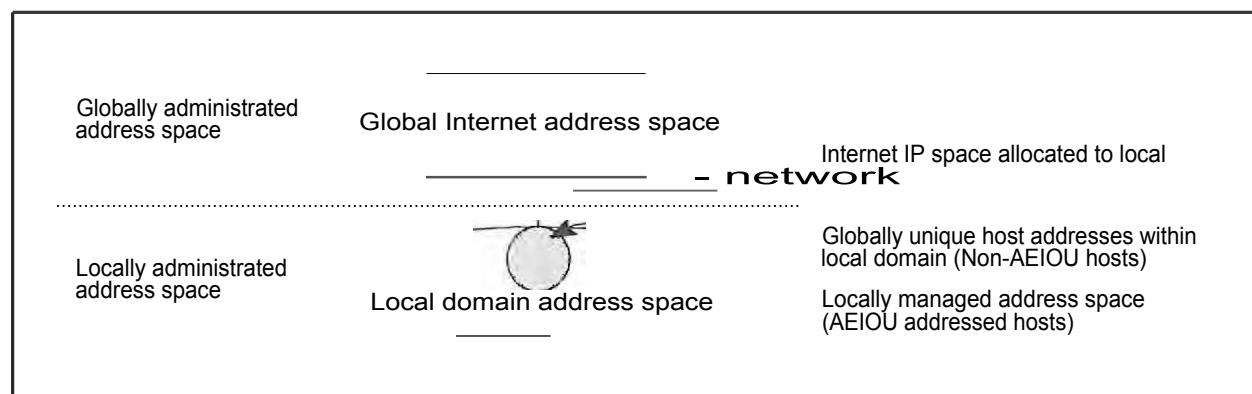 Globally administrated
address space
Global Internet address space
Internet IP space allocated to local
- network
Locally administrated
address space
Local domain address space
Globally unique host addresses within
local domain (Non-AEIOU hosts)
Locally managed address space
(AEIOU addressed hosts)